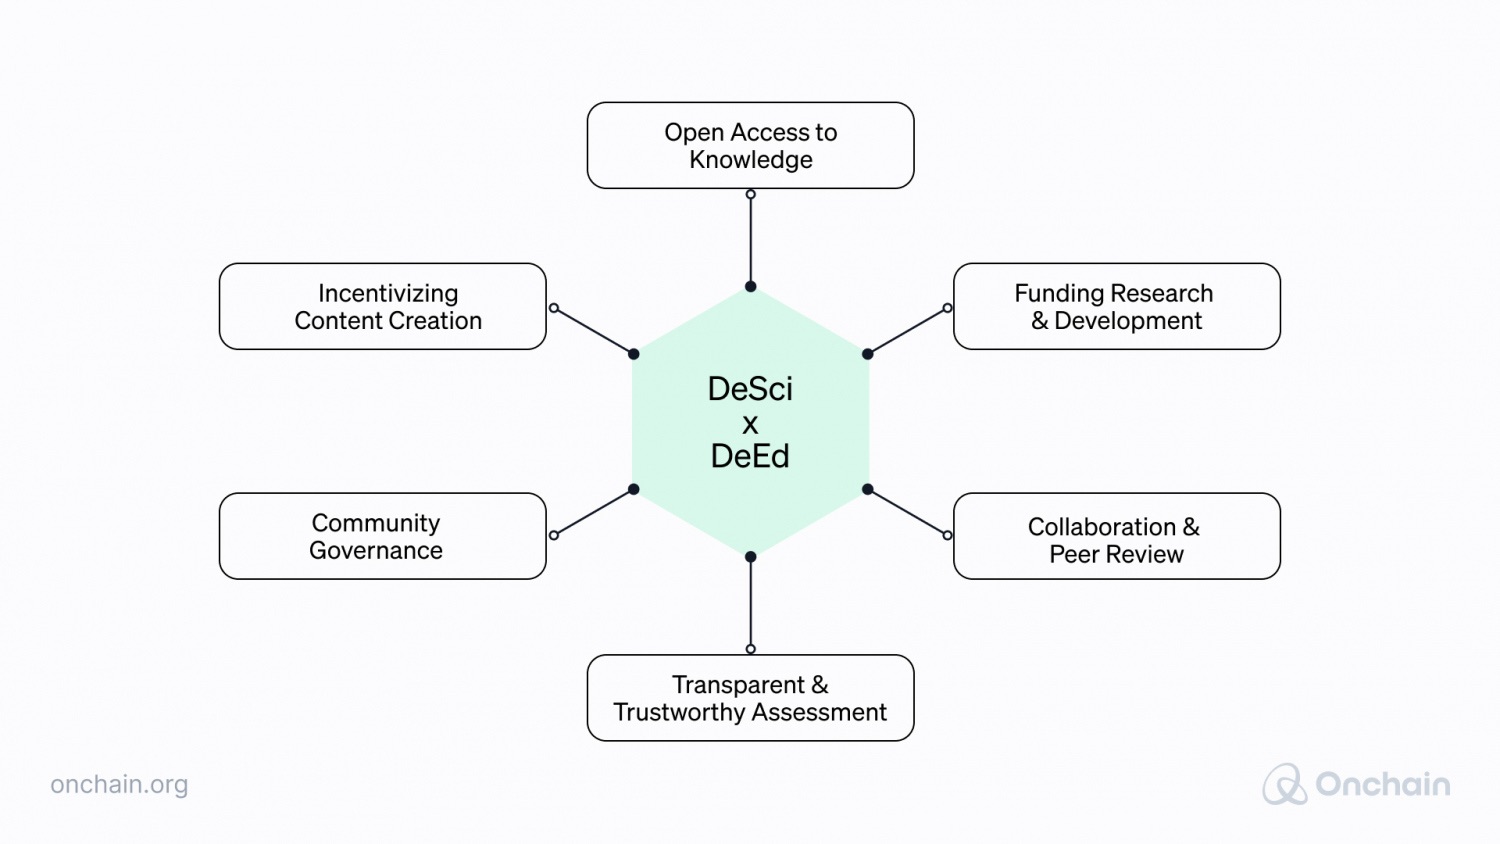 Open Access to
Knowledge
Incentivizing
Content Creation
Funding Research
& Development
DeSci
x
DeEd
Community
Governance
Collaboration &
Peer Review
Transparent &
Trustworthy Assessment
onchain.org
Onchain